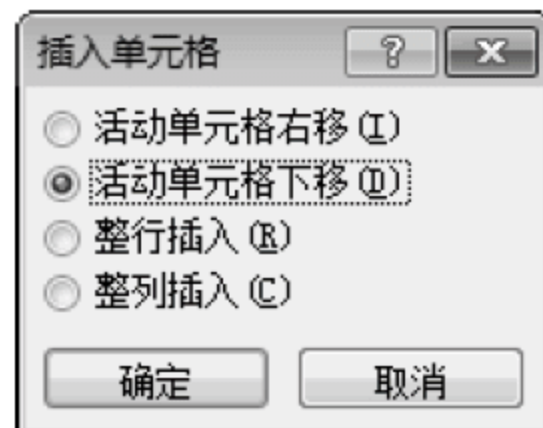 插入单元格
活动单元格右移(I)
活动单元格下移(D)
整行插入(R)
整列插入(C)
确定 取消